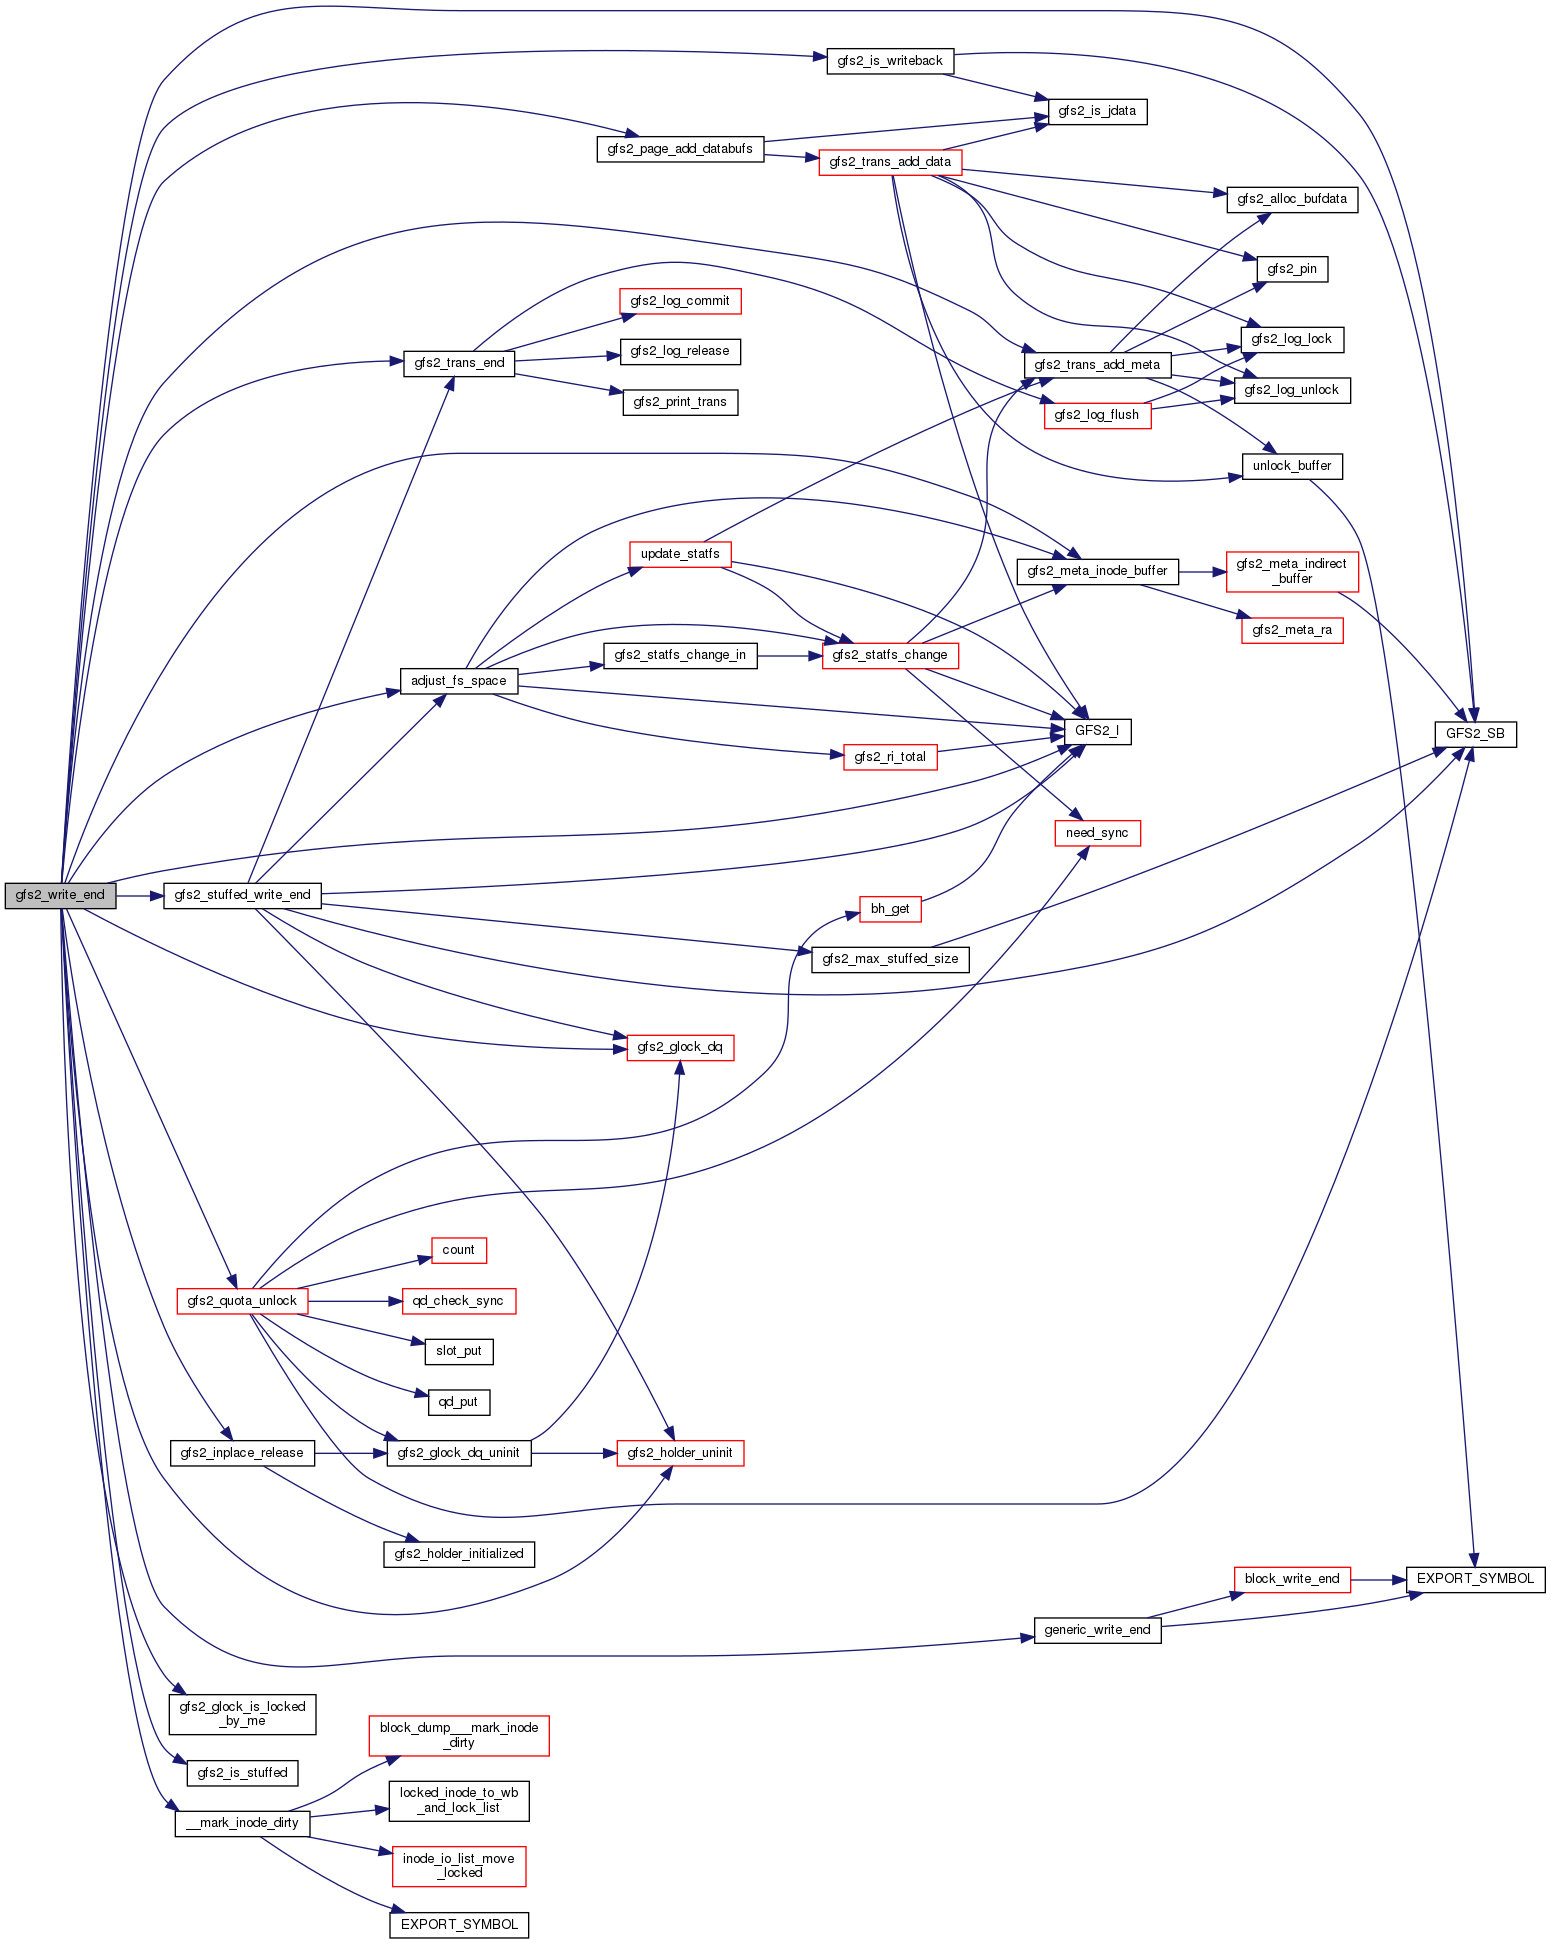 gfs2_is_writeback
gfs2_is_jdata
gfs2_page_add_databufs
gfs2_trans_add_data
gfs2_alloc_bufdata
gfs2_pin
gfs2_log_commit
gfs2_log_lock
gfs2_log_release
gfs2_trans_end
gfs2_trans_add_meta
gfs2_log_unlock
gfs2_print_trans
gfs2_log_flush
unlock_buffer
update_statfs
gfs2_meta_inode_buffer
gfs2_meta_indirect
_buffer
gfs2_meta_ra
gfs2_statfs_change_in
gfs2_statfs_change
adjust_fs_space
GFS2_I
GFS2_SB
gfs2_ri_total
need_sync
gfs2_write_end
gfs2_stuffed_write_end
bh_get
gfs2_max_stuffed_size
gfs2_glock_dq
count
gfs2_quota_unlock
qd_check_sync
slot_put
qd_put
gfs2_inplace_release
gfs2_glock_dq_uninit
gfs2_holder_uninit
gfs2_holder_initialized
block_write_end
EXPORT_SYMBOL
generic_write_end
gfs2_glock_is_locked
_by_me
block_dump___mark_inode
_dirty
gfs2_is_stuffed
locked_inode_to_wb
_and_lock_list
__mark_inode_dirty
inode_io_list_move
_locked
EXPORT_SYMBOL